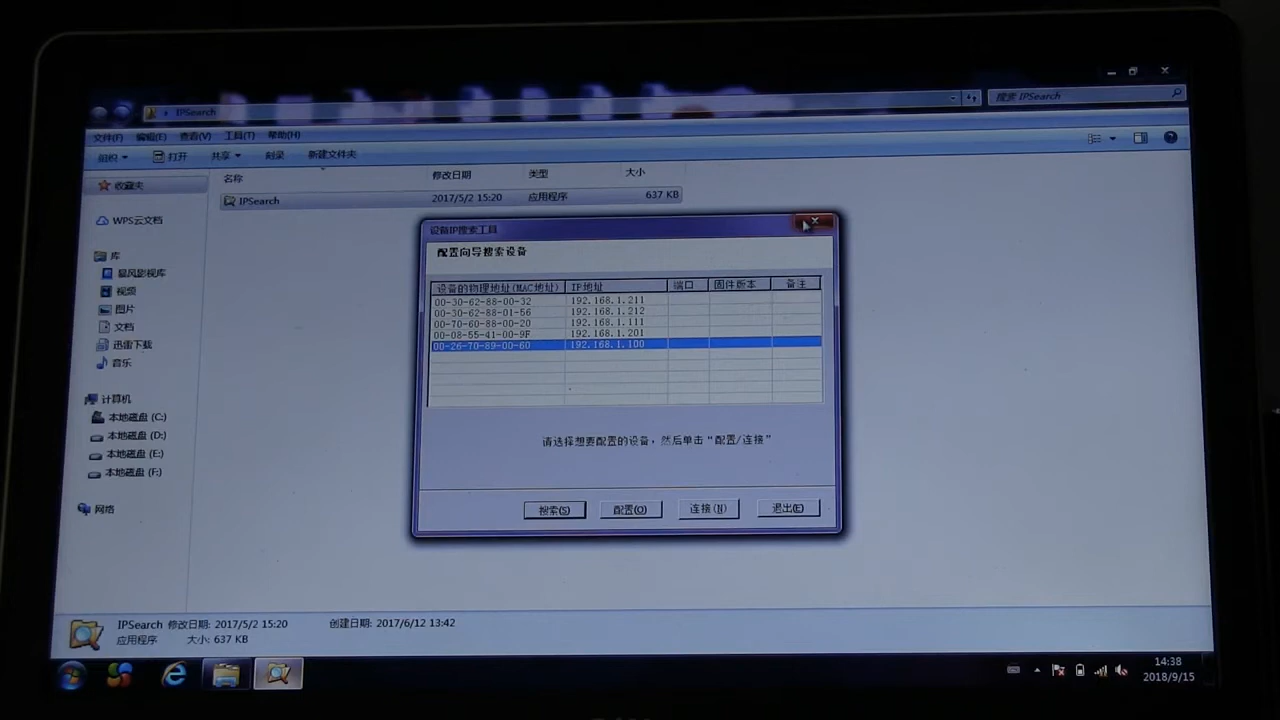 IPSearch
搜索 IPSearch
文件(F) 编辑(E) 查看(V) 工具(T) 帮助(H)
组织 打开 共享 刻录 新建文件夹
名称 修改日期 类型 大小
IPSearch 2017/5/2 15:20 应用程序 637 KB
收藏夹
WPS云文档
库
暴风影视库
视频
图片
文档
迅雷下载
音乐
计算机
本地磁盘 (C:)
本地磁盘 (D:)
本地磁盘 (E:)
本地磁盘 (F:)
网络
设备IP搜索工具
配置向导搜索设备
设备的物理地址(MAC地址) IP地址 端口 固件版本 备注
00-30-62-88-00-32 192.168.1.211
00-30-62-88-01-56 192.168.1.212
00-70-60-88-00-20 192.168.1.111
00-08-55-41-00-9F 192.168.1.201
00-26-70-89-00-60 192.168.1.100
请选择想要配置的设备，然后单击“配置/连接”
搜索(S) 配置(O) 连接(N) 退出(E)
IPSearch 修改日期: 2017/5/2 15:20 创建日期: 2017/6/12 13:42
应用程序 大小: 637 KB
14:38
2018/9/15